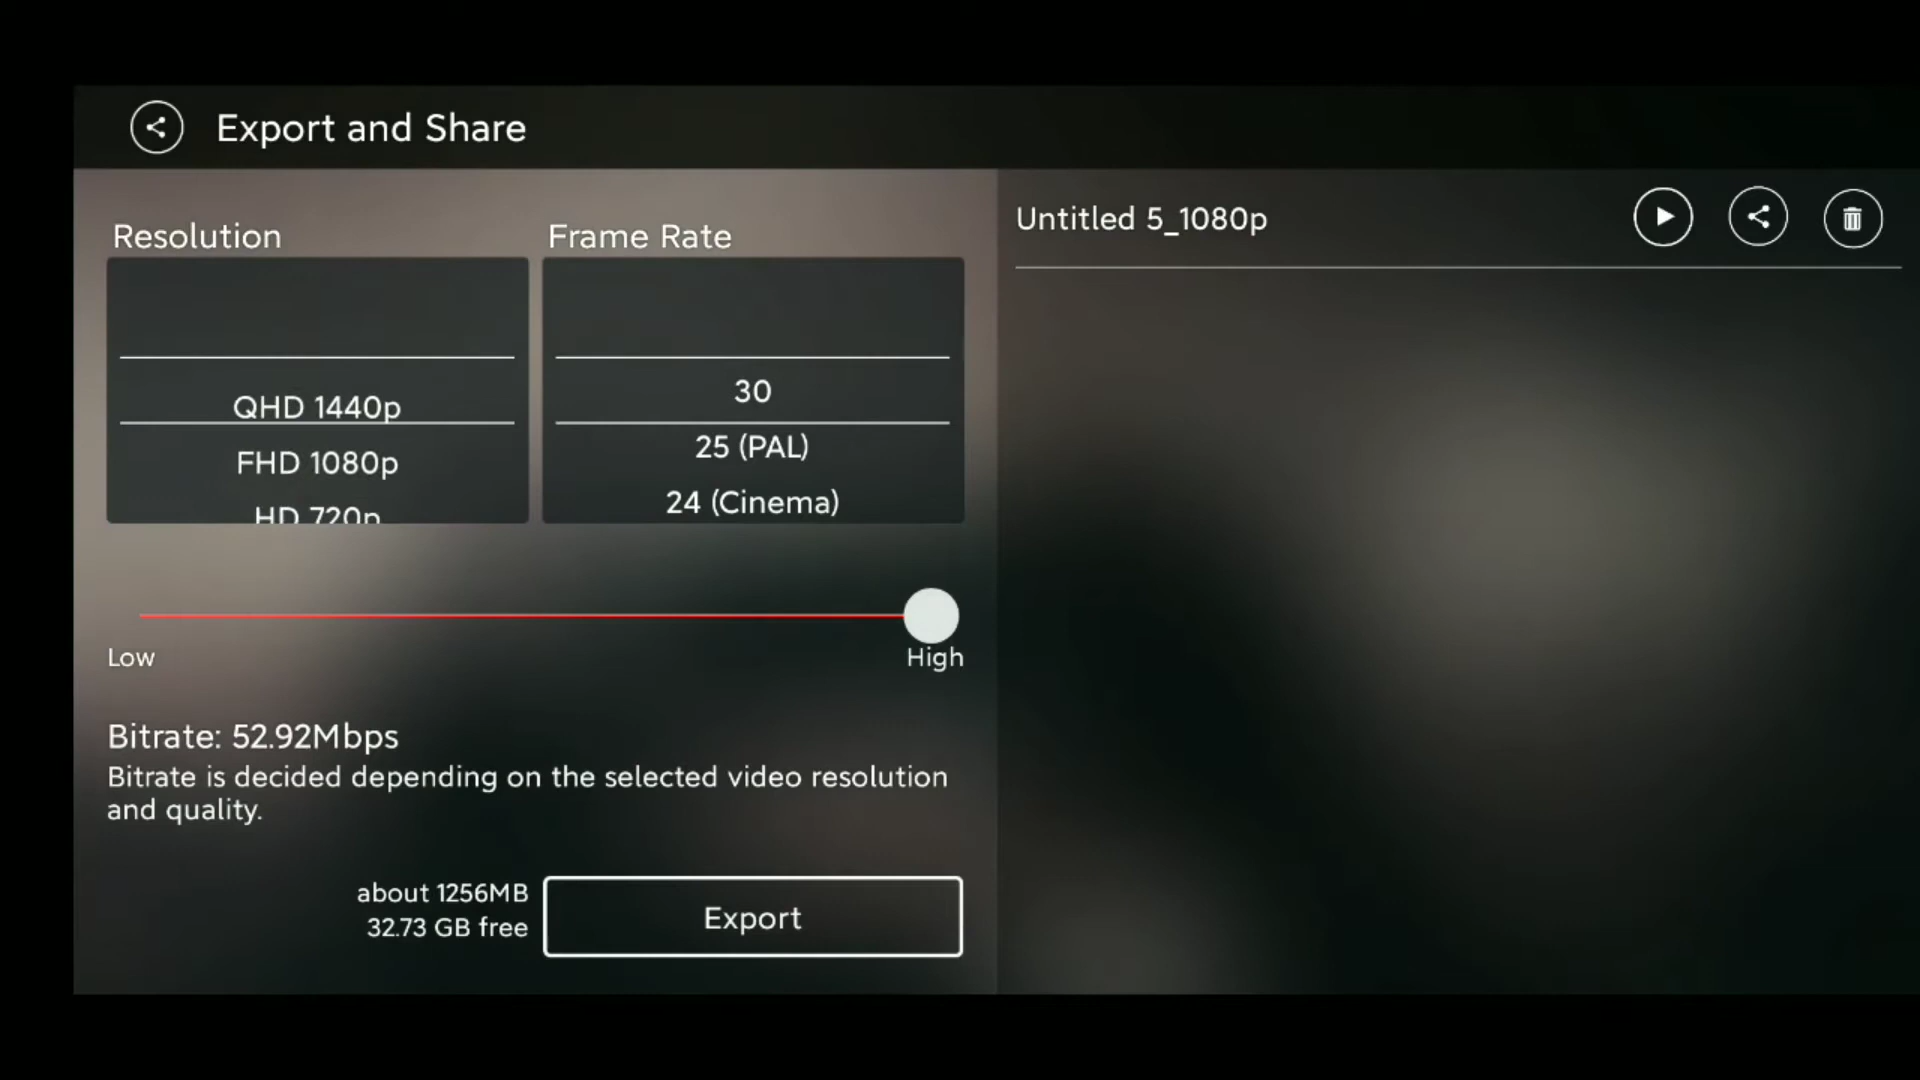 Export and Share
Resolution
QHD 1440p
FHD 1080p
HD 720p
Frame Rate
30
25 (PAL)
24 (Cinema)
Low
High
Bitrate: 52.92Mbps
Bitrate is decided depending on the selected video resolution
and quality.
about 1256MB
32.73 GB free
Export
Untitled 5_1080p